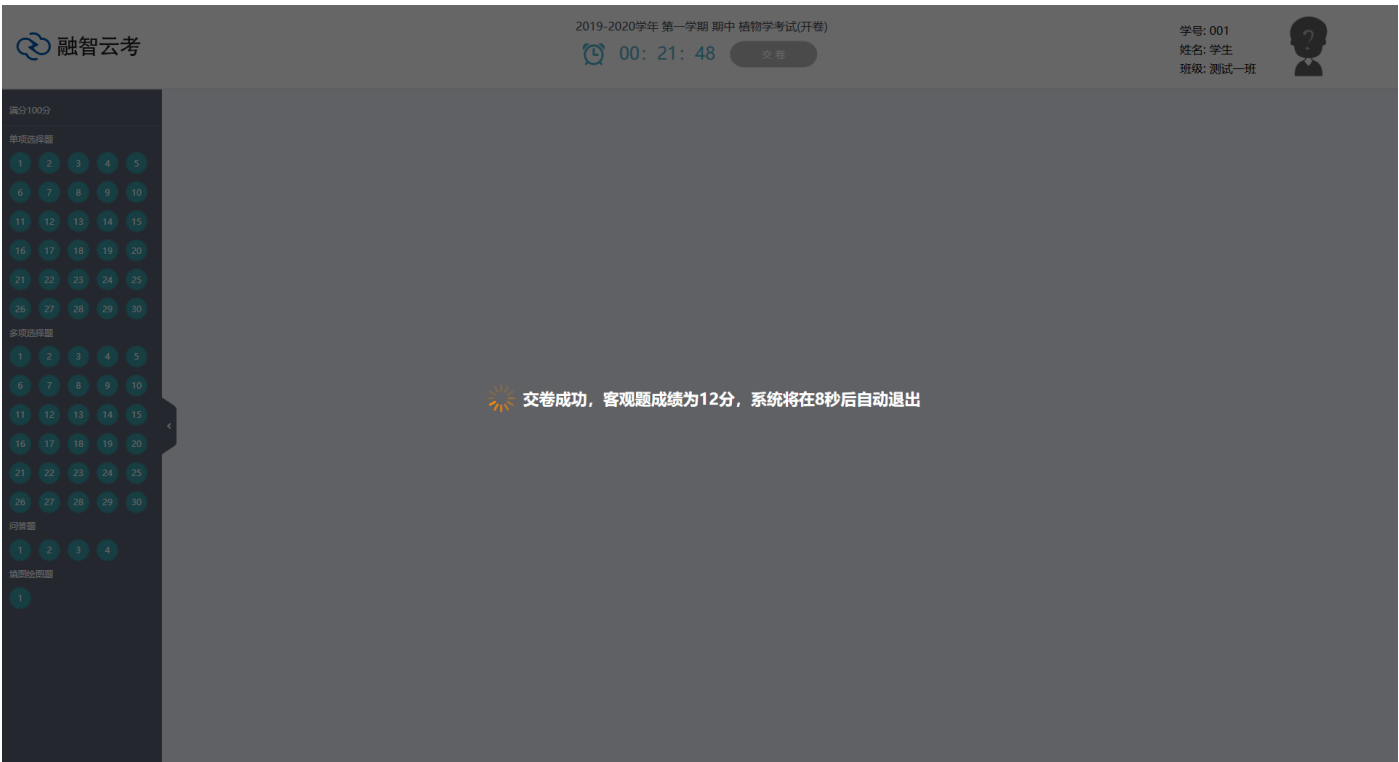 融智云考
2019-2020学年 第一学期 期中 植物学考试(开卷)
00: 21: 48
交卷
学号: 001
姓名: 学生
班级: 测试一班
满分100分
单项选择题
1 2 3 4 5
6 7 8 9 10
11 12 13 14 15
16 17 18 19 20
21 22 23 24 25
26 27 28 29 30
多项选择题
1 2 3 4 5
6 7 8 9 10
11 12 13 14 15
16 17 18 19 20
21 22 23 24 25
26 27 28 29 30
问答题
1 2 3 4
填图绘图题
1
交卷成功，客观题成绩为12分，系统将在8秒后自动退出